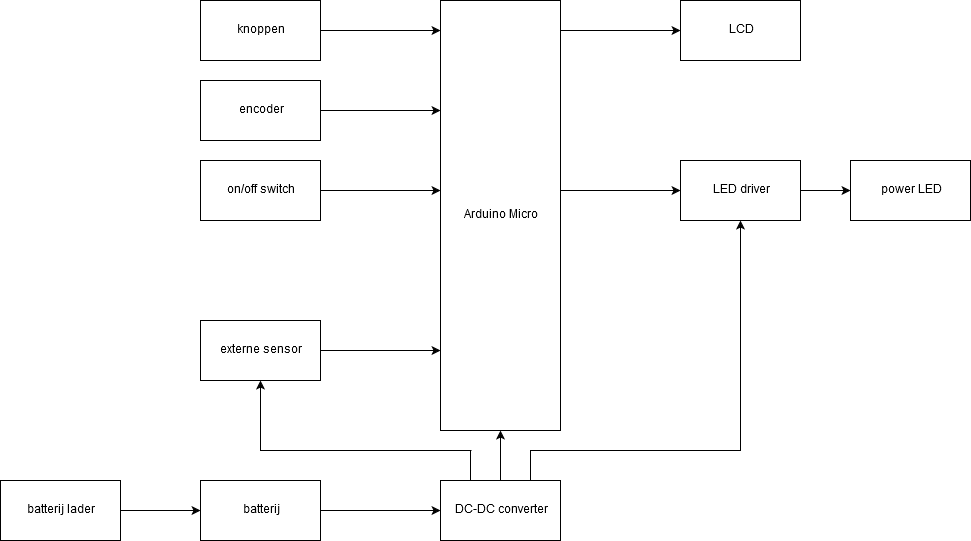 knoppen
LCD
encoder
on/off switch
Arduino Micro
LED driver
power LED
externe sensor
batterij lader
batterij
DC-DC converter